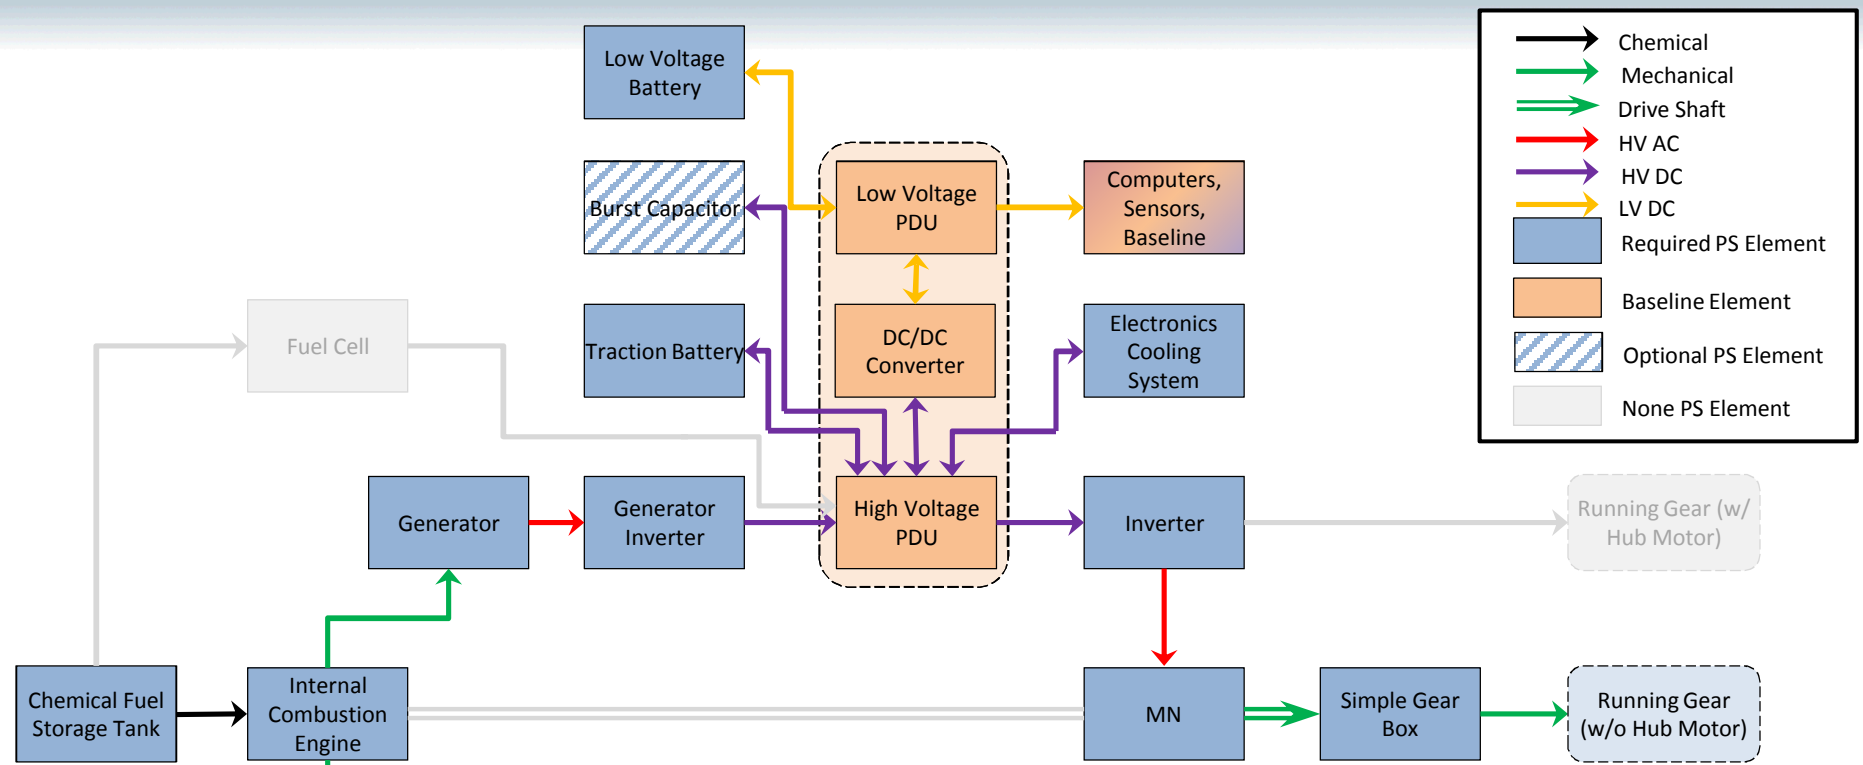 Low Voltage
Battery
Burst Capacitor
Low Voltage
PDU
Computers,
Sensors,
Baseline
Fuel Cell
Traction Battery
DC/DC
Converter
Electronics
Cooling
System
Generator
Generator
Inverter
High Voltage
PDU
Inverter
Running Gear (w/
Hub Motor)
Chemical Fuel
Storage Tank
Internal
Combustion
Engine
MN
Simple Gear
Box
Running Gear
(w/o Hub Motor)
Chemical
Mechanical
Drive Shaft
HV AC
HV DC
LV DC
Required PS Element
Baseline Element
Optional PS Element
None PS Element